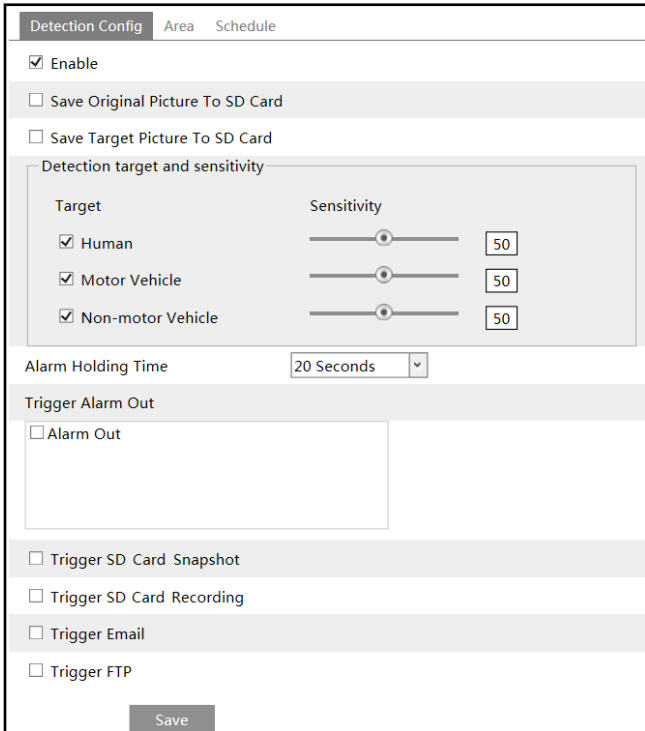 Detection Config Area Schedule
Enable
Save Original Picture To SD Card
Save Target Picture To SD Card
Detection target and sensitivity
Target Sensitivity
Human 50
Motor Vehicle 50
Non-motor Vehicle 50
Alarm Holding Time 20 Seconds
Trigger Alarm Out
Alarm Out
Trigger SD Card Snapshot
Trigger SD Card Recording
Trigger Email
Trigger FTP
Save